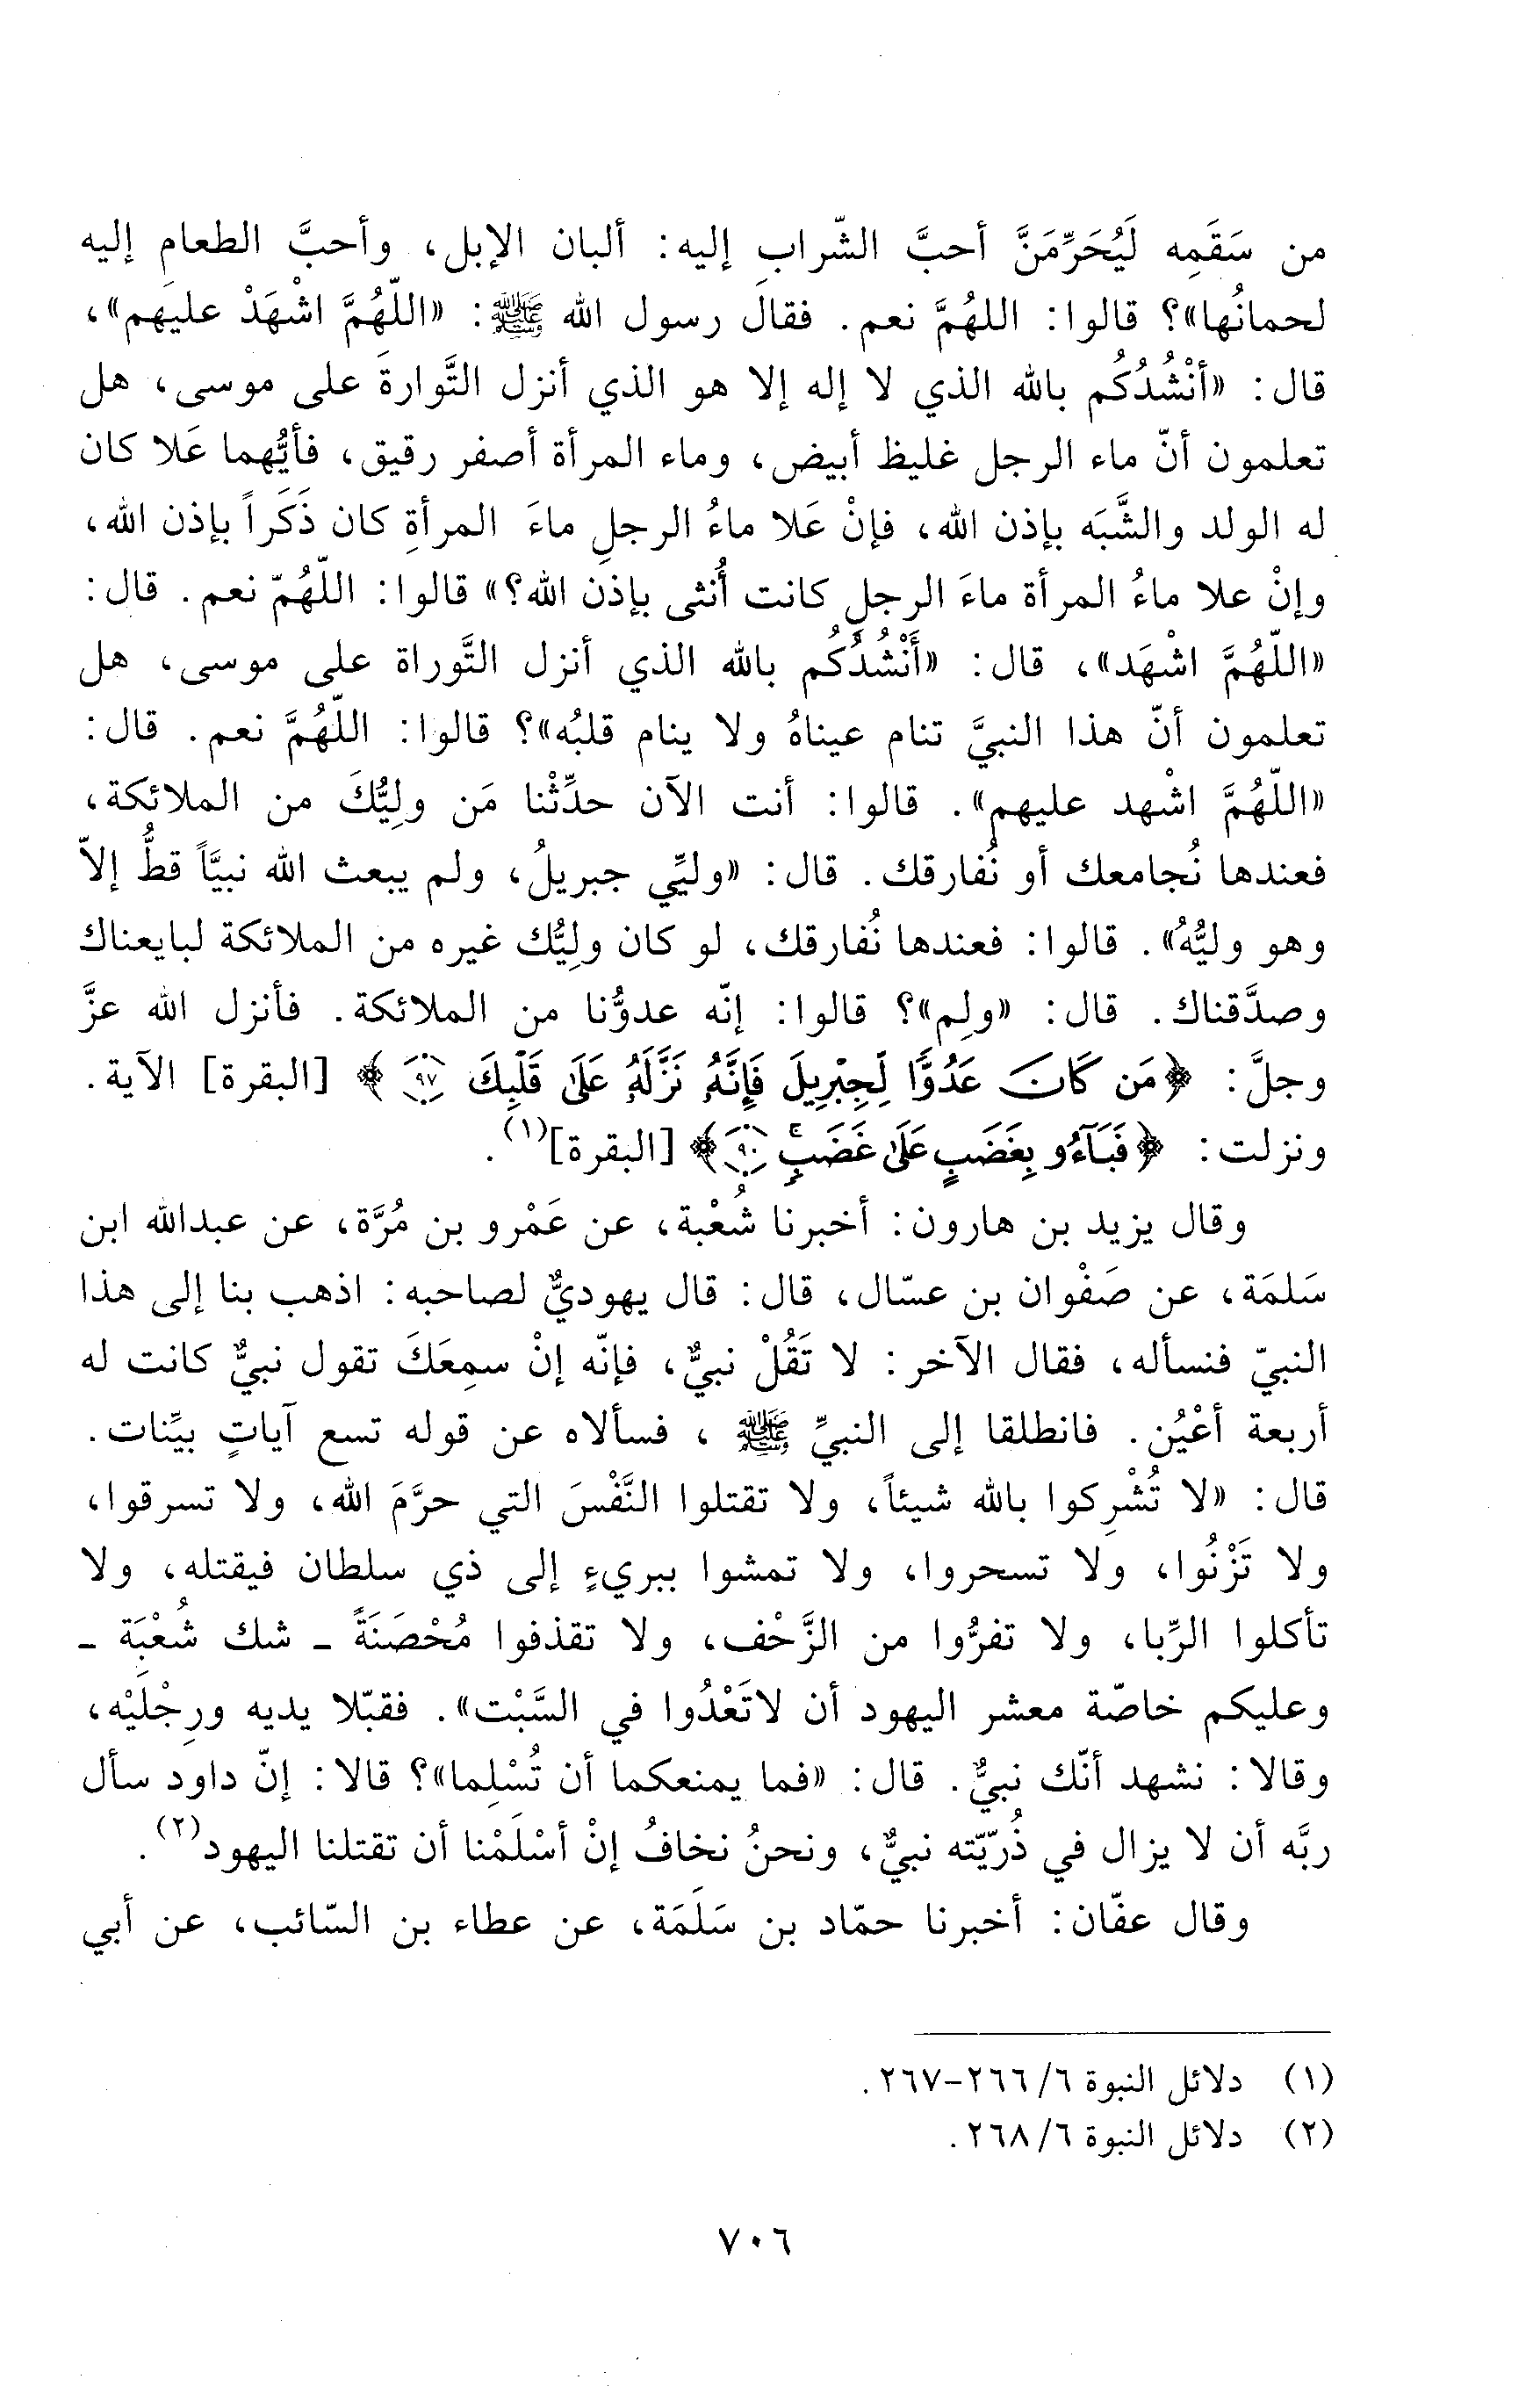 من سَقَمِه لَيُحَرِّمَنَّ أحبَّ الشّراب إليه: ألبان الإبل، وأحبَّ الطعام إليه
لحمانُها»؟ قالوا: اللهُمَّ نعم. فقال رسول الله ﷺ: «اللّهُمَّ اشْهَدْ عليهم»،
قال: «أنْشُدُكُم بالله الذي لا إله إلا هو الذي أنزل التَّوارةَ على موسى، هل
تعلمون أنّ ماء الرجل غليظ أبيض، وماء المرأة أصفر رقيق، فأيُّهما عَلا كان
له الولد والشَّبَه بإذن الله، فإنْ عَلا ماءُ الرجلِ ماءَ المرأةِ كان ذَكَراً بإذن الله،
وإنْ علا ماءُ المرأة ماءَ الرجلِ كانت أُنثى بإذن الله؟» قالوا: اللّهُمّ نعم. قال:
«اللّهُمَّ اشْهَد»، قال: «أَنْشُدُكُم بالله الذي أنزل التَّوراة على موسى، هل
تعلمون أنّ هذا النبيَّ تنام عيناهُ ولا ينام قلبُه»؟ قالوا: اللّهُمَّ نعم. قال:
«اللّهُمَّ اشْهد عليهم». قالوا: أنت الآن حدِّثْنا مَن ولِيُّكَ من الملائكة،
فعندها نُجامعك أو نُفارقك. قال: «وليِّي جبريلُ، ولم يبعث الله نبيَّاً قطُّ إلاّ
وهو وليُّهُ». قالوا: فعندها نُفارقك، لو كان ولِيُّك غيره من الملائكة لبايعناك
وصدَّقناك. قال: «ولِم»؟ قالوا: إنّه عدوُّنا من الملائكة. فأنزل الله عزَّ
وجلَّ: ﴿مَن كَانَ عَدُوًّا لِّجِبْرِيلَ فَإِنَّهُۥ نَزَّلَهُۥ عَلَىٰ قَلْبِكَ ٩٧﴾ [البقرة] الآية.
ونزلت: ﴿فَبَآءُو بِغَضَبٍ عَلَىٰ غَضَبٍۚ ٩٠﴾ [البقرة]⁽١⁾.
وقال يزيد بن هارون: أخبرنا شُعْبة، عن عَمْرو بن مُرَّة، عن عبدالله ابن
سَلمَة، عن صَفْوان بن عسّال، قال: قال يهوديٌّ لصاحبه: اذهب بنا إلى هذا
النبيّ فنسأله، فقال الآخر: لا تَقُلْ نبيٌّ، فإنّه إنْ سمِعَكَ تقول نبيٌّ كانت له
أربعة أعْيُن. فانطلقا إلى النبيِّ ﷺ، فسألاه عن قوله تسع آياتٍ بيِّنات.
قال: «لا تُشْرِكوا بالله شيئاً، ولا تقتلوا النَّفْسَ التي حرَّمَ الله، ولا تسرقوا،
ولا تَزْنُوا، ولا تسحروا، ولا تمشوا ببريءٍ إلى ذي سلطان فيقتله، ولا
تأكلوا الرِّبا، ولا تفرُّوا من الزَّحْف، ولا تقذفوا مُحْصَنَةً ـ شك شُعْبَة ـ
وعليكم خاصّة معشر اليهود أن لاتَعْدُوا في السَّبْت». فقبّلا يديه ورِجْلَيْه،
وقالا: نشهد أنّك نبيٌّ. قال: «فما يمنعكما أن تُسْلِما»؟ قالا: إنّ داود سأل
ربَّه أن لا يزال في ذُرّيّته نبيٌّ، ونحنُ نخافُ إنْ أسْلَمْنا أن تقتلنا اليهود⁽٢⁾.
وقال عفّان: أخبرنا حمّاد بن سَلَمَة، عن عطاء بن السّائب، عن أبي
(١) دلائل النبوة ٦/ ٢٦٦-٢٦٧.
(٢) دلائل النبوة ٦/ ٢٦٨.
٧٠٦